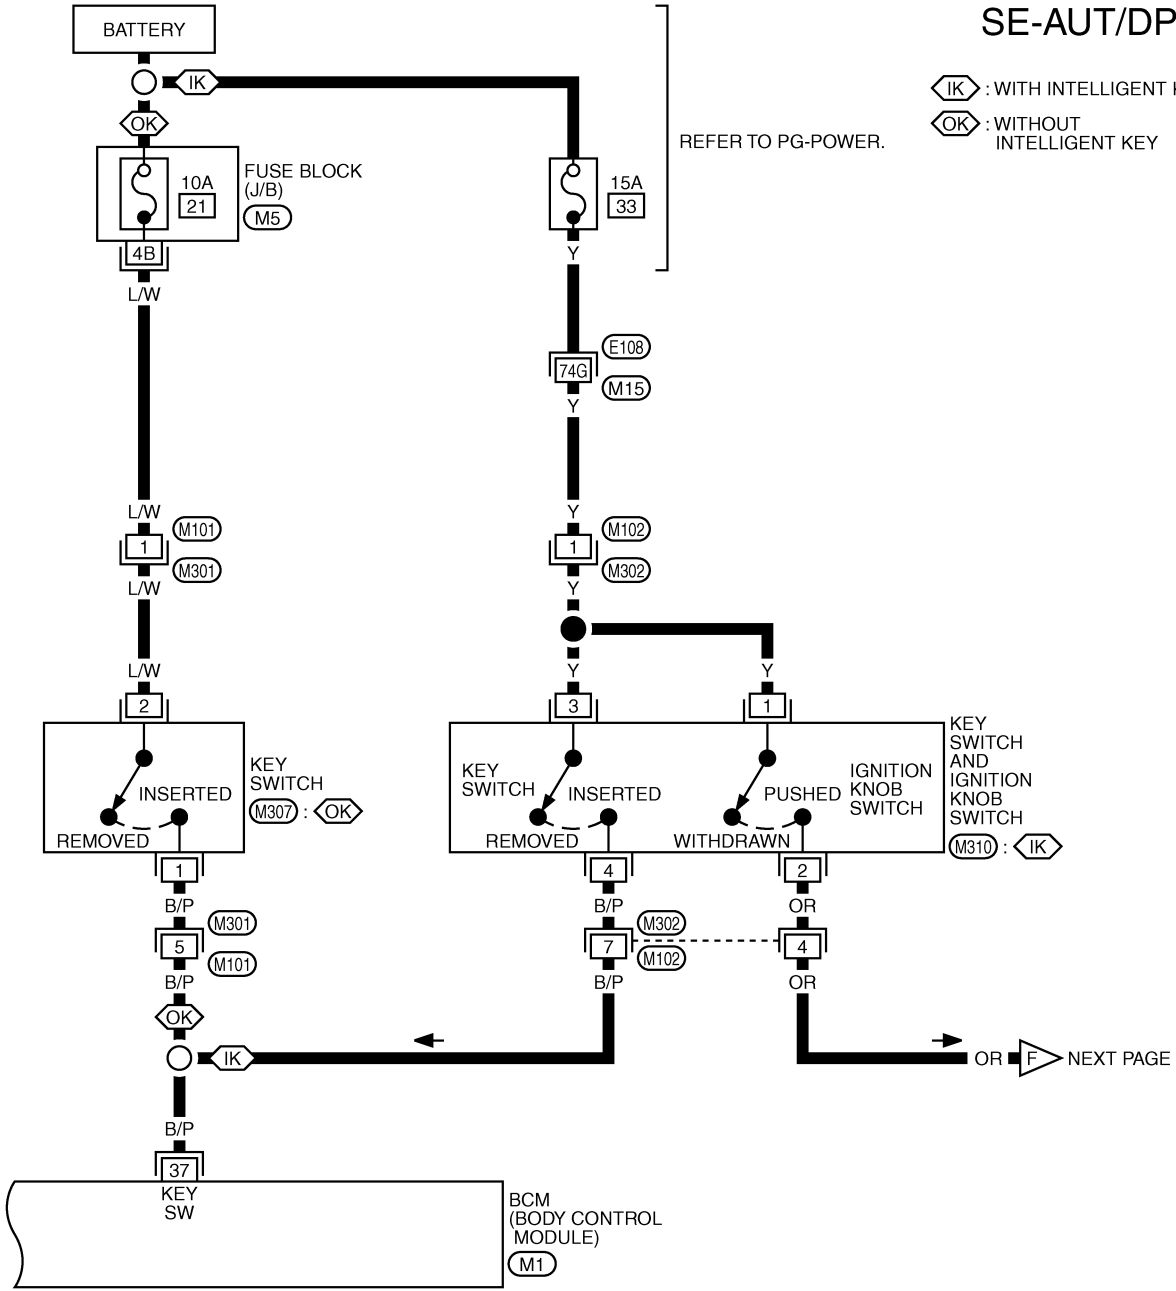 SE-AUT/DP
BATTERY
IK
IK : WITH INTELLIGENT
OK
OK : WITHOUT
INTELLIGENT KEY
REFER TO PG-POWER.
10A
21
FUSE BLOCK
(J/B)
M5
15A
33
4B
Y
L/W
E108
74G
M15
Y
L/W
Y
M101
M102
1
1
M301
M302
L/W
Y
L/W
Y
Y
2
3
1
KEY
SWITCH
INSERTED
REMOVED
M307 : OK
KEY
SWITCH
INSERTED
REMOVED
PUSHED
WITHDRAWN
IGNITION
KNOB
SWITCH
KEY
SWITCH
AND
IGNITION
KNOB
SWITCH
M310 : IK
1
4
2
B/P
B/P
OR
M301
M302
5
7
4
M101
M102
B/P
B/P
OR
OK
IK
OR
F
NEXT PAGE
B/P
37
KEY
SW
BCM
(BODY CONTROL
MODULE)
M1